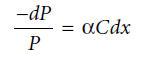 −dP/P = αCdx